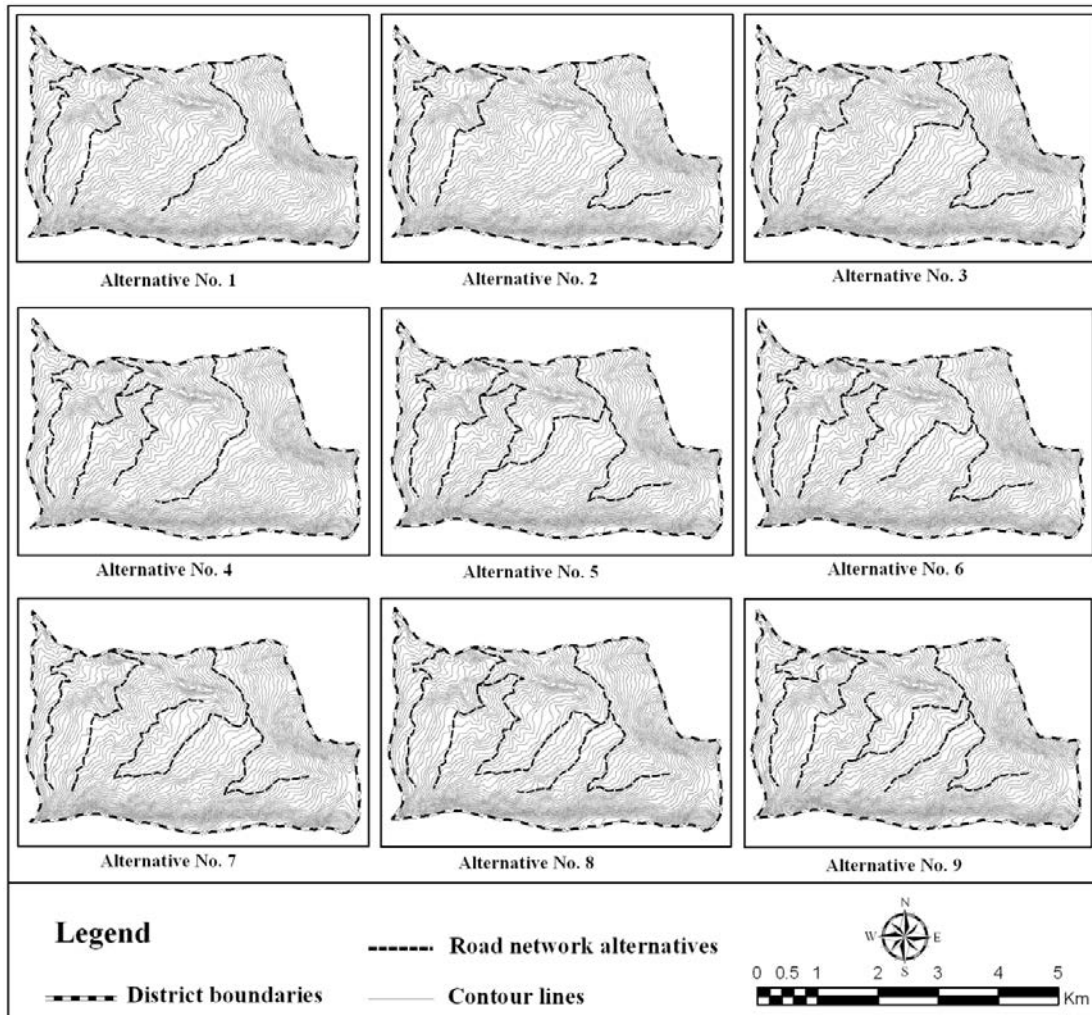 Alternative No. 1
Alternative No. 2
Alternative No. 3
Alternative No. 4
Alternative No. 5
Alternative No. 6
Alternative No. 7
Alternative No. 8
Alternative No. 9
Legend
Road network alternatives
District boundaries
Contour lines
N
W E
S
0 0.5 1 2 3 4 5
Km